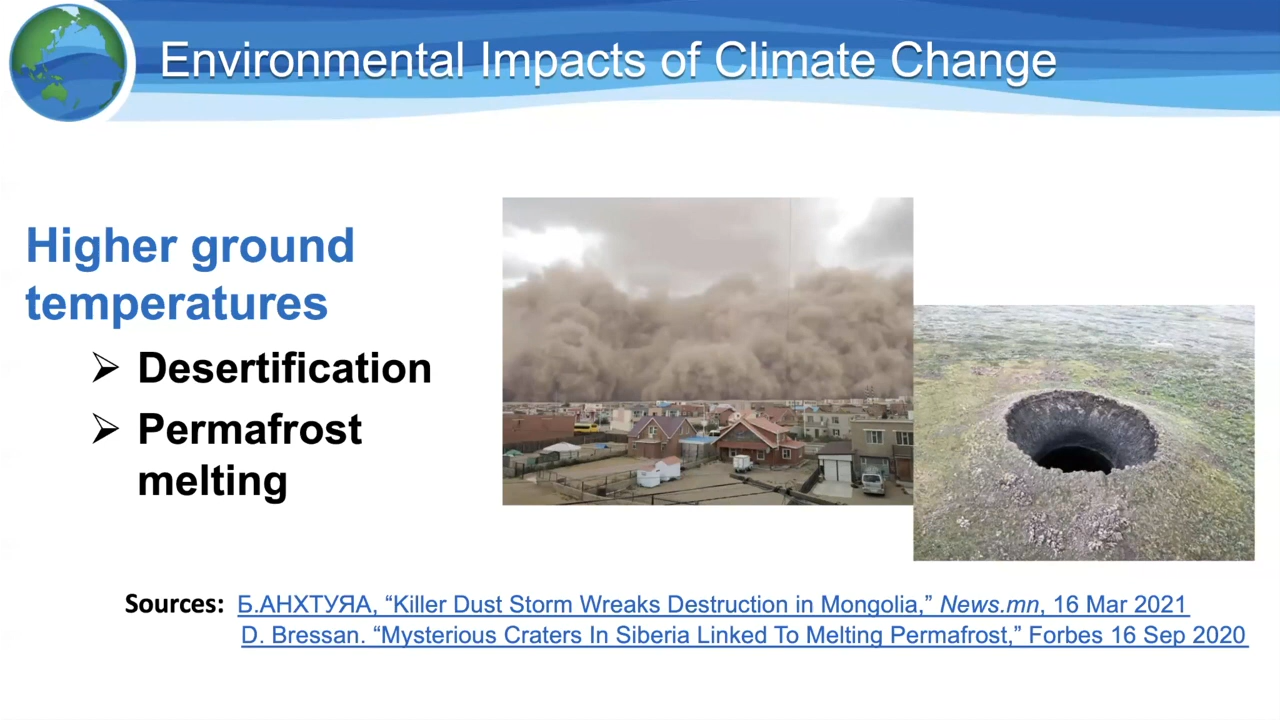 Environmental Impacts of Climate Change
Higher ground
temperatures
➢ Desertification
➢ Permafrost
melting
Sources: Б.АНХТУЯА, “Killer Dust Storm Wreaks Destruction in Mongolia,” News.mn, 16 Mar 2021
D. Bressan. “Mysterious Craters In Siberia Linked To Melting Permafrost,” Forbes 16 Sep 2020